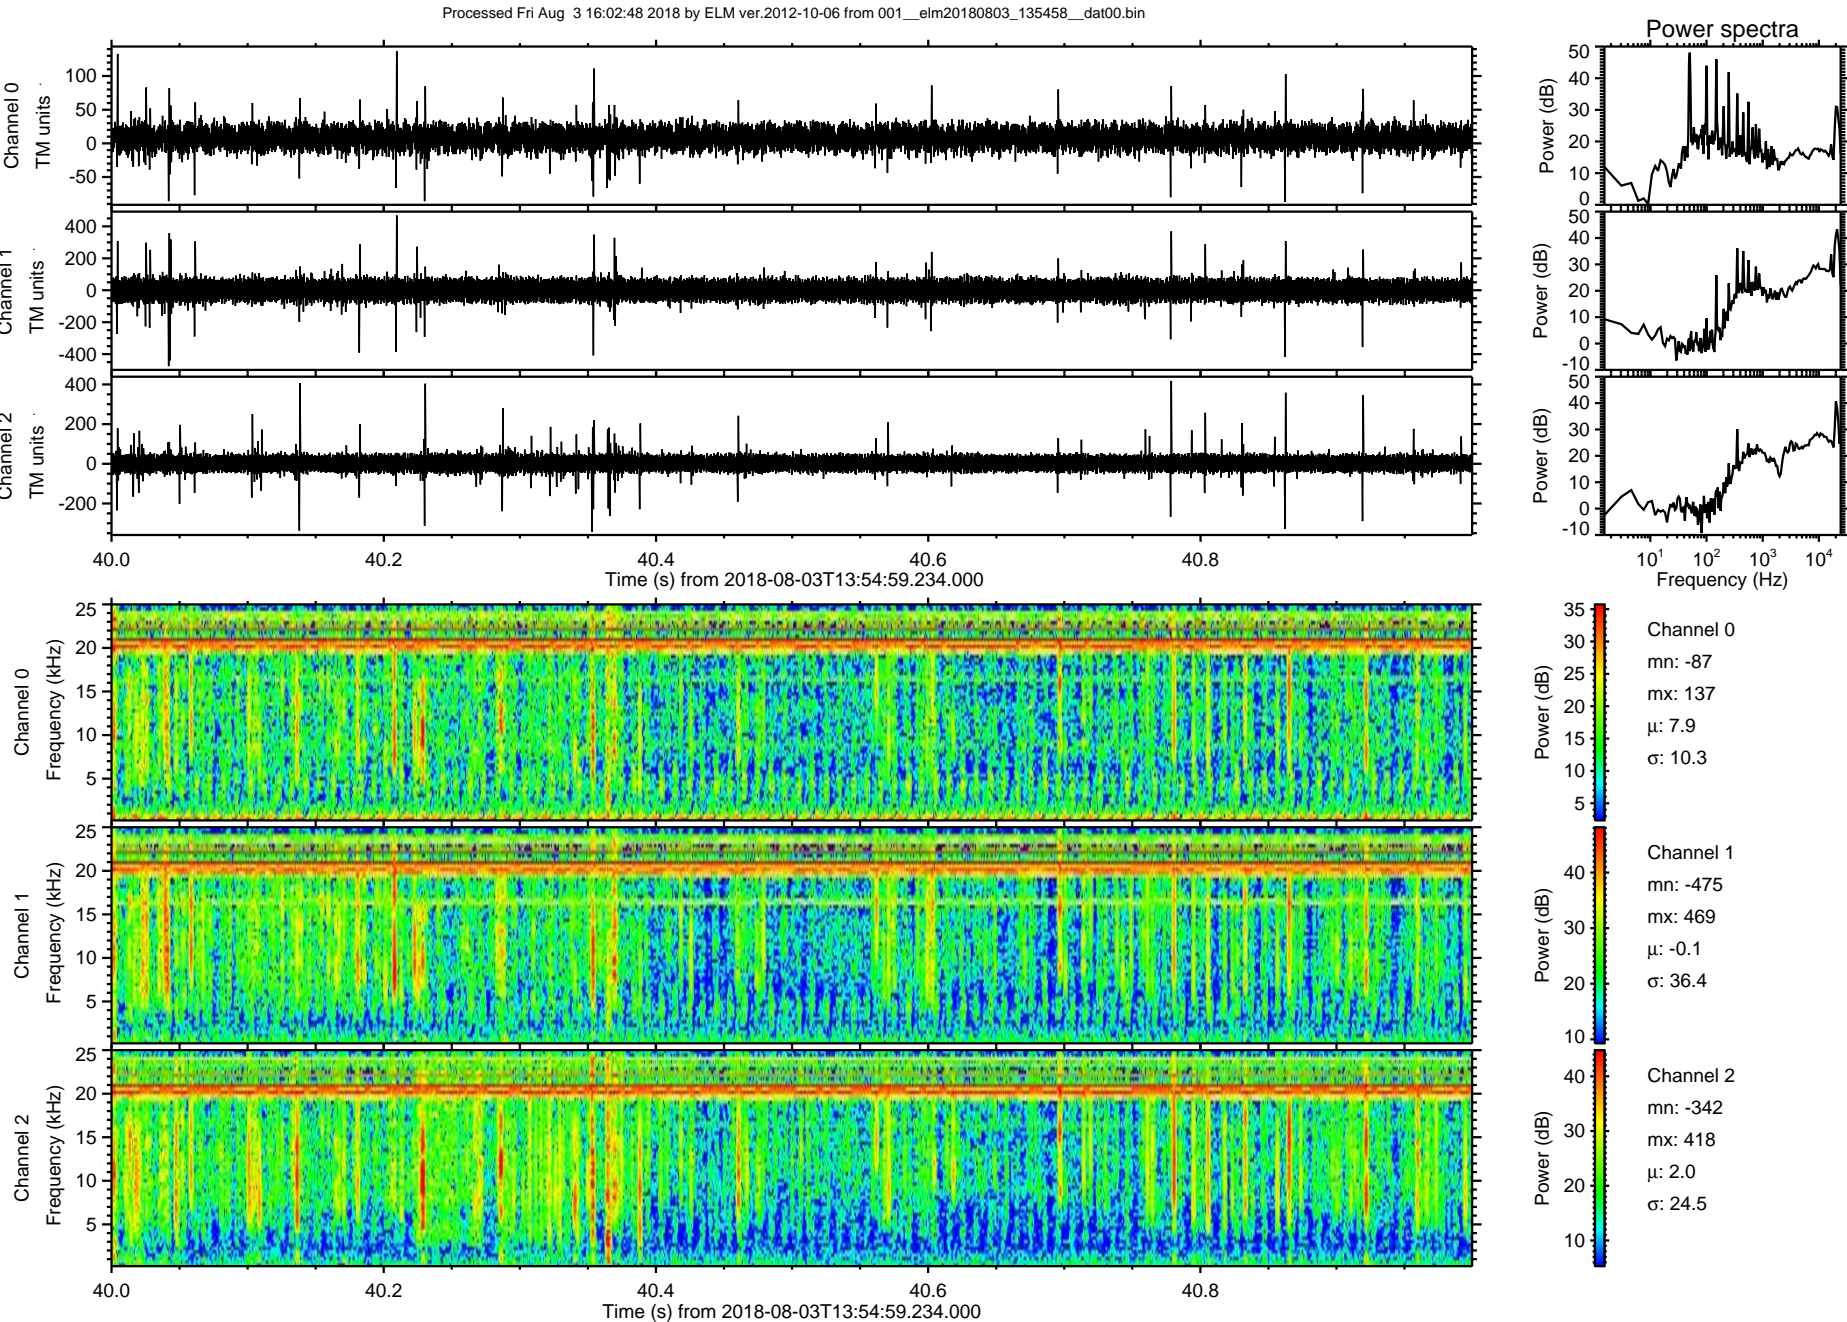 Processed Fri Aug  3 16:02:48 2018 by ELM ver.2012-10-06 from 001__elm20180803_135458__dat00.bin
Power spectra
Channel 0
TM units
100
50
0
-50
Power (dB)
50
40
30
20
10
0
Channel 1
TM units
400
200
0
-200
-400
Power (dB)
50
40
30
20
10
0
-10
Channel 2
TM units
400
200
0
-200
Power (dB)
50
40
30
20
10
0
-10
40.0 40.2 40.4 40.6 40.8
Time (s) from 2018-08-03T13:54:59.234.000
10^1 10^2 10^3 10^4
Frequency (Hz)
Channel 0
Frequency (kHz)
25
20
15
10
5
Power (dB)
35
30
25
20
15
10
5
Channel 0
mn: -87
mx: 137
μ: 7.9
σ: 10.3
Channel 1
Frequency (kHz)
25
20
15
10
5
Power (dB)
40
30
20
10
Channel 1
mn: -475
mx: 469
μ: -0.1
σ: 36.4
Channel 2
Frequency (kHz)
25
20
15
10
5
Power (dB)
40
30
20
10
Channel 2
mn: -342
mx: 418
μ: 2.0
σ: 24.5
40.0 40.2 40.4 40.6 40.8
Time (s) from 2018-08-03T13:54:59.234.000